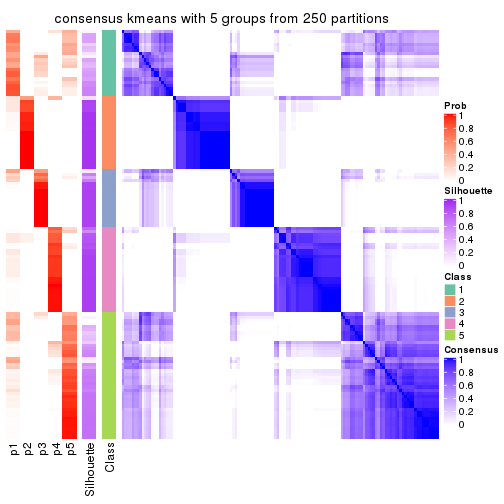 consensus kmeans with 5 groups from 250 partitions
Prob
1
0.8
0.6
0.4
0.2
0
Silhouette
1
0.8
0.6
0.4
0.2
0
Class
1
2
3
4
5
Consensus
1
0.8
0.6
0.4
0.2
0
p1
p2
p3
p4
p5
Silhouette
Class